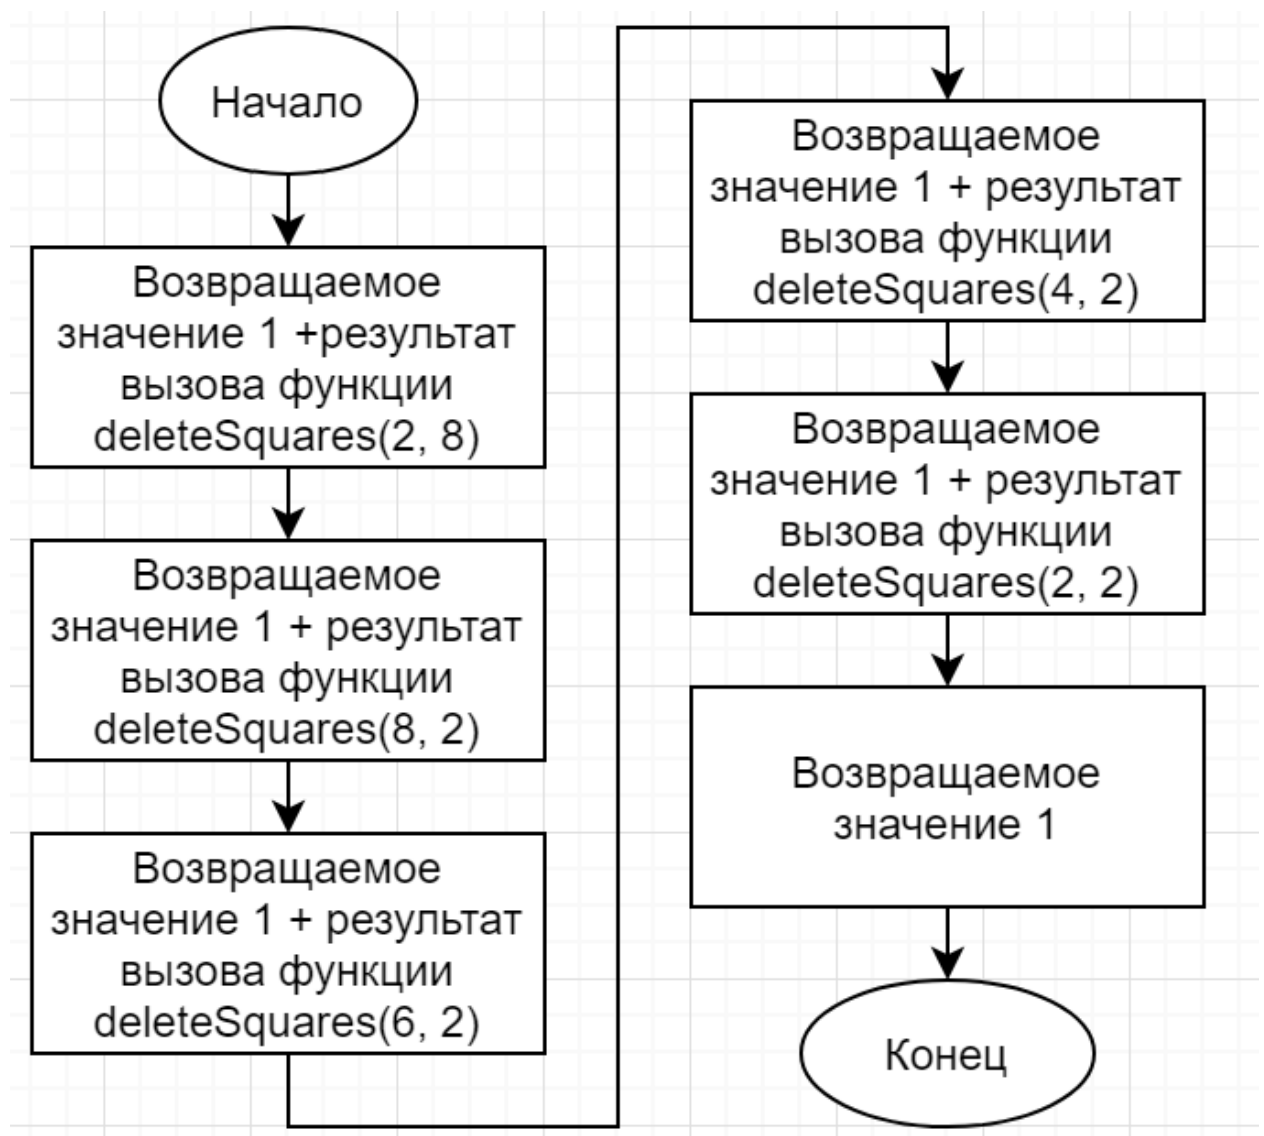 Начало
Возвращаемое
значение 1 +результат
вызова функции
deleteSquares(2, 8)
Возвращаемое
значение 1 + результат
вызова функции
deleteSquares(8, 2)
Возвращаемое
значение 1 + результат
вызова функции
deleteSquares(6, 2)
Возвращаемое
значение 1 + результат
вызова функции
deleteSquares(4, 2)
Возвращаемое
значение 1 + результат
вызова функции
deleteSquares(2, 2)
Возвращаемое
значение 1
Конец